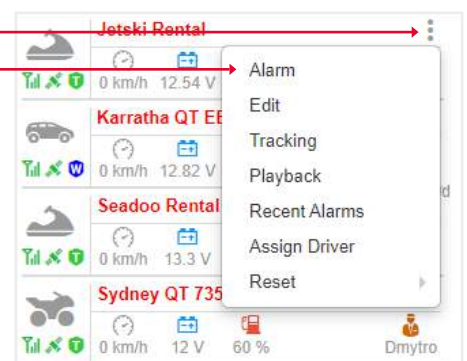 Jetski Rental
0 km/h 12.54 V
T
Karratha QT EE
0 km/h 12.82 V
W
Seadoo Rental
0 km/h 13.3 V
T
Sydney QT 735
0 km/h 12 V 60 % Dmytro
T
Alarm
Edit
Tracking
Playback
Recent Alarms
Assign Driver
Reset